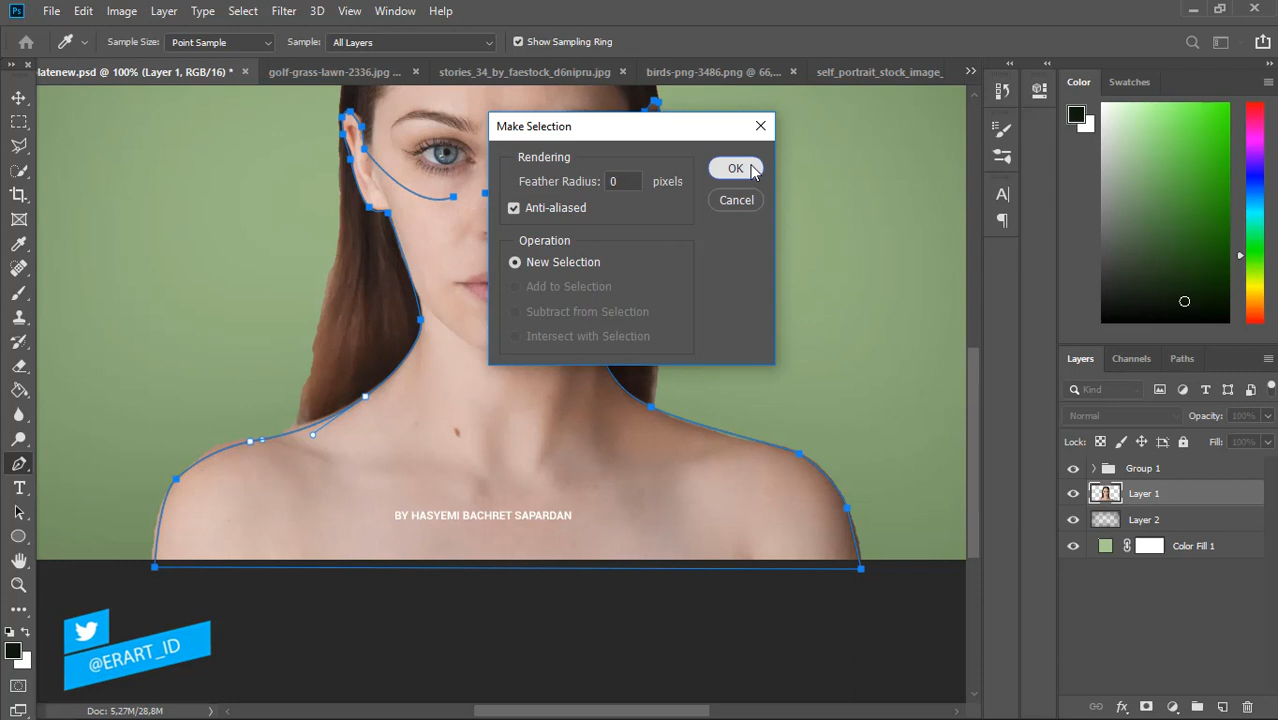 Ps File Edit Image Layer Type Select Filter 3D View Window Help
Sample Size: Point Sample Sample: All Layers Show Sampling Ring
latenew.psd @ 100% (Layer 1, RGB/16) * golf-grass-lawn-2336.jpg ... stories_34_by_faestock_d6nipru.jpg birds-png-3486.png @ 66,... self_portrait_stock_image_
Color Swatches
Make Selection
Rendering
Feather Radius: 0 pixels
Anti-aliased
OK
Cancel
Operation
New Selection
Add to Selection
Subtract from Selection
Intersect with Selection
Layers Channels Paths
Kind
Normal Opacity: 100%
Lock: Fill: 100%
Group 1
Layer 1
Layer 2
Color Fill 1
BY HASYEMI BACHRET SAPARDAN
@ERART_ID
Doc: 5,27M/28,8M